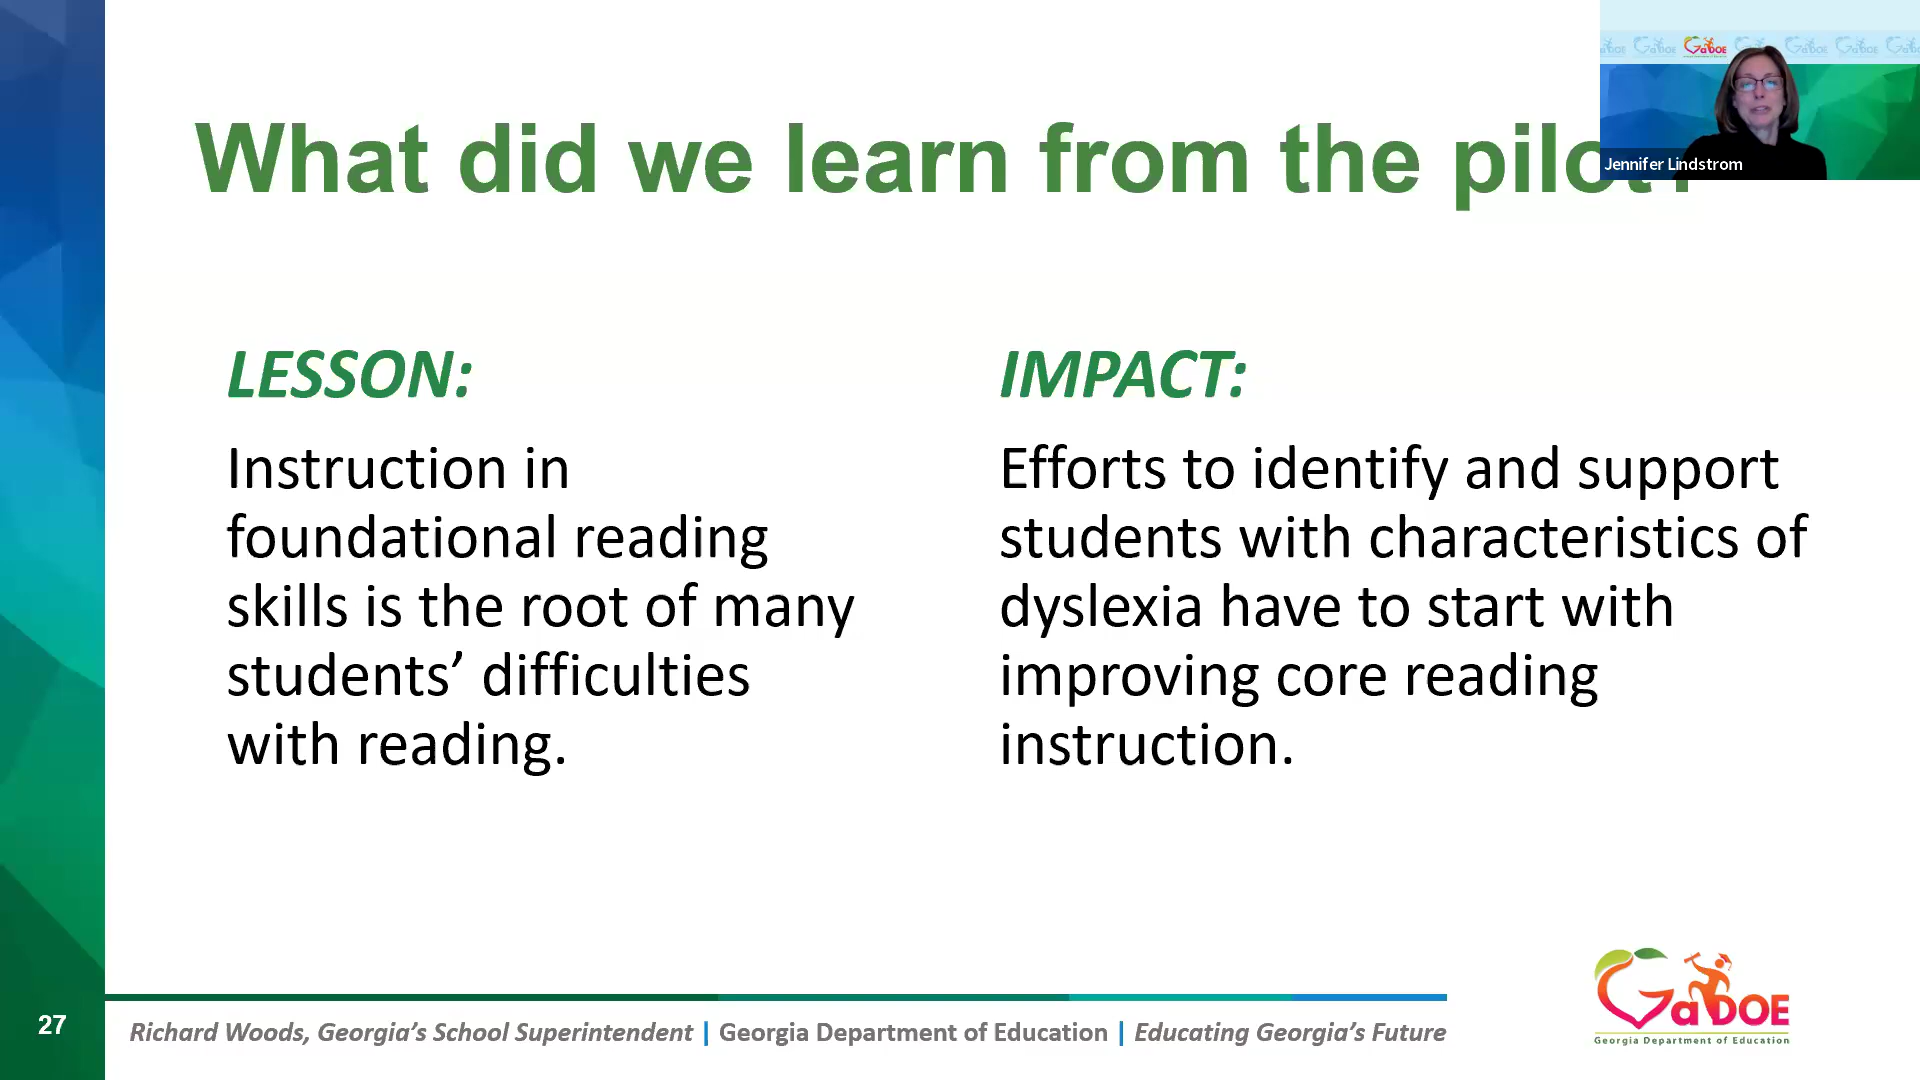 What did we learn from the pilot?
Jennifer Lindstrom
LESSON:
Instruction in
foundational reading
skills is the root of many
students’ difficulties
with reading.
IMPACT:
Efforts to identify and support
students with characteristics of
dyslexia have to start with
improving core reading
instruction.
27
Richard Woods, Georgia’s School Superintendent | Georgia Department of Education | Educating Georgia’s Future
GaDOE
Georgia Department of Education
GaDOE